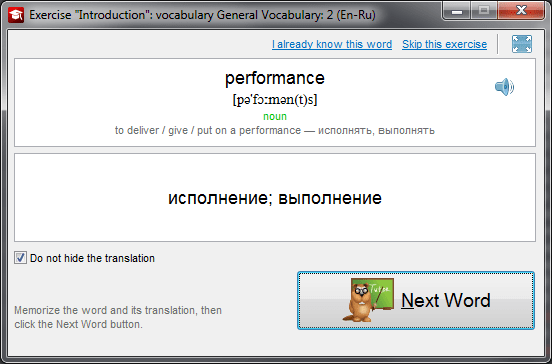 Exercise "Introduction": vocabulary General Vocabulary: 2 (En-Ru)
I already know this word Skip this exercise
performance
[pə'fɔːmən(t)s]
noun
to deliver / give / put on a performance — исполнять, выполнять
исполнение; выполнение
Do not hide the translation
Tutor
Next Word
Memorize the word and its translation, then
click the Next Word button.